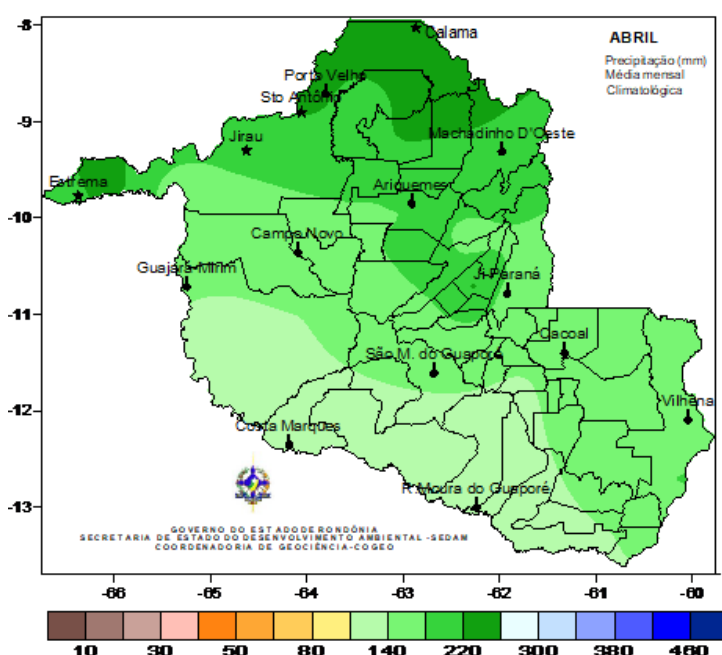 ABRIL
Precipitação (mm)
Média mensal
Climatológica
-8
-9
-10
-11
-12
-13
Calama
Porto Velho
Sto Antônio
Jirau
Machadinho D'Oeste
Estrema
Ariquemes
Campo Novo
Guajará-Mirim
Ji-Paraná
Cacoal
São M. do Guaporé
Vilhena
Costa Marques
R. Moura do Guaporé
GOVERNO DO ESTADO DE RONDÔNIA
SECRETARIA DE ESTADO DO DESENVOLVIMENTO AMBIENTAL -SEDAM
COORDENADORIA DE GEOCIÊNCIA-COGEO
-66 -65 -64 -63 -62 -61 -60
10 30 50 80 140 220 300 380 460